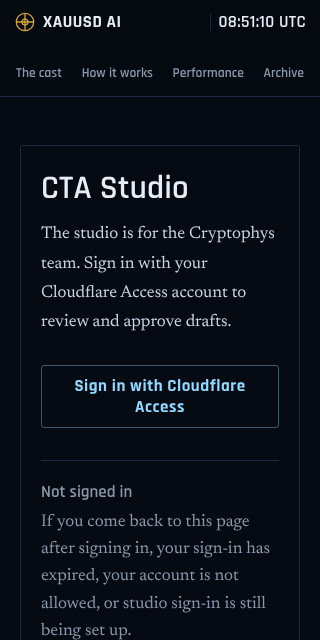 XAUUSD AI
08:51:10 UTC
The cast How it works Performance Archive
CTA Studio
The studio is for the Cryptophys
team. Sign in with your
Cloudflare Access account to
review and approve drafts.
Sign in with Cloudflare
Access
Not signed in
If you come back to this page
after signing in, your sign-in has
expired, your account is not
allowed, or studio sign-in is still
being set up.